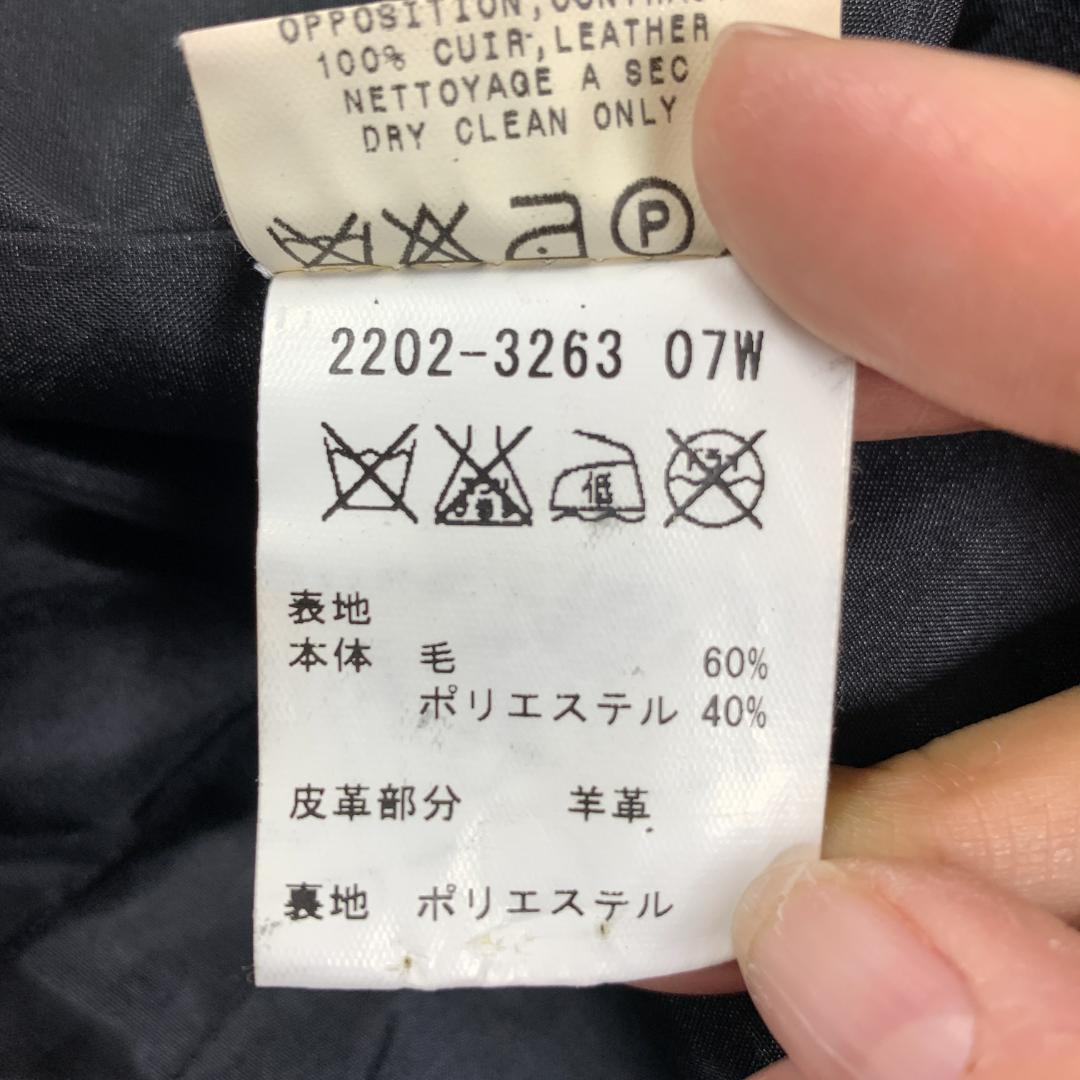 OPPOSITION, CONTRAS
100% CUIR, LEATHER
NETTOYAGE A SEC
DRY CLEAN ONLY
P
2202-3263 07W
低
表地
本体 毛 60%
ポリエステル 40%
皮革部分 羊革
裏地 ポリエステル